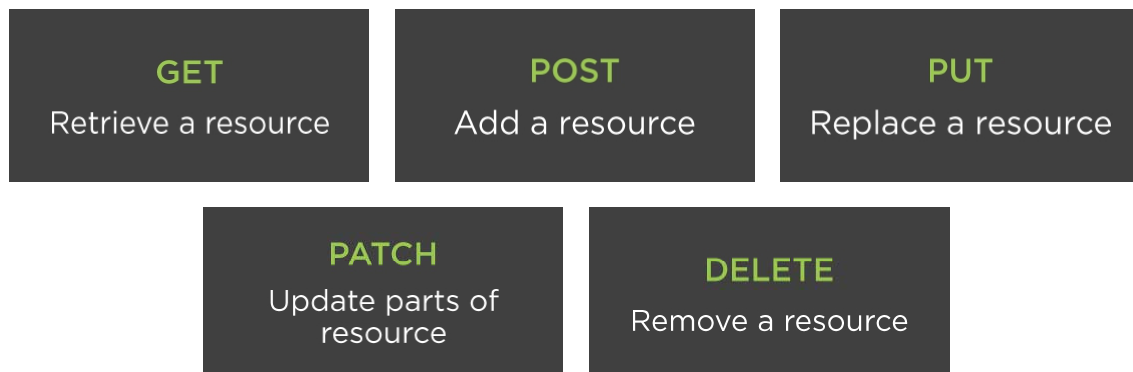 GET
Retrieve a resource
POST
Add a resource
PUT
Replace a resource
PATCH
Update parts of
resource
DELETE
Remove a resource